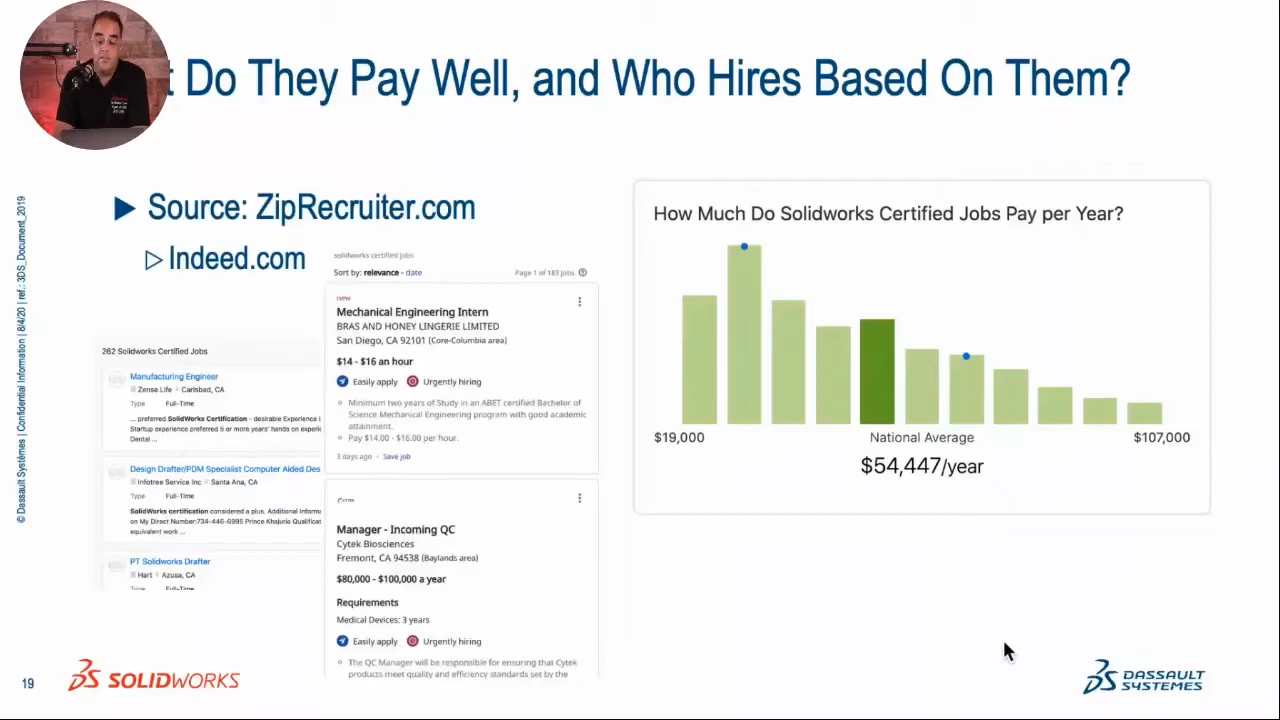 t Do They Pay Well, and Who Hires Based On Them?
Source: ZipRecruiter.com
Indeed.com
262 Solidworks Certified Jobs
Manufacturing Engineer
Zense Life Carlsbad, CA
Type Full-Time
... preferred SolidWorks Certification - desirable Experience i
Startup experience preferred 5 or more years' hands on experie
Dental ...
Design Drafter/PDM Specialist Computer Aided Des
Infotree Service Inc Santa Ana, CA
Type Full-Time
SolidWorks certification considered a plus. Additional Informa
on My Direct Number:734-446-6995 Prince Khajuria Qualificat
equivalent work ...
PT Solidworks Drafter
Hart Azusa, CA
Type Full-Time
solidworks certified jobs
Sort by: relevance - date
Page 1 of 183 jobs
new
Mechanical Engineering Intern
BRAS AND HONEY LINGERIE LIMITED
San Diego, CA 92101 (Core-Columbia area)
$14 - $16 an hour
Easily apply Urgently hiring
Minimum two years of Study in an ABET certified Bachelor of
Science Mechanical Engineering program with good academic
attainment.
Pay $14.00 - $16.00 per hour.
3 days ago · Save job
Manager - Incoming QC
Cytek Biosciences
Fremont, CA 94538 (Baylands area)
$80,000 - $100,000 a year
Requirements
Medical Devices: 3 years
Easily apply Urgently hiring
The QC Manager will be responsible for ensuring that Cytek
products meet quality and efficiency standards set by the
How Much Do Solidworks Certified Jobs Pay per Year?
$19,000
National Average
$107,000
$54,447/year
© Dassault Systèmes | Confidential Information | 8/4/20 | ref.: 3DS_Document_2019
19
SOLIDWORKS
DASSAULT
SYSTEMES